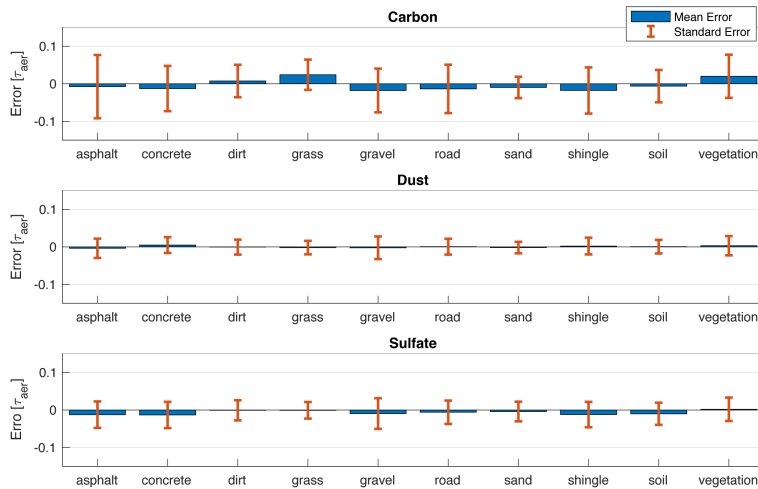 Carbon
Mean Error
Standard Error
Error [τaer]
0.1
0
-0.1
asphalt concrete dirt grass gravel road sand shingle soil vegetation
Dust
Error [τaer]
0.1
0
-0.1
asphalt concrete dirt grass gravel road sand shingle soil vegetation
Sulfate
Erro [τaer]
0.1
0
-0.1
asphalt concrete dirt grass gravel road sand shingle soil vegetation